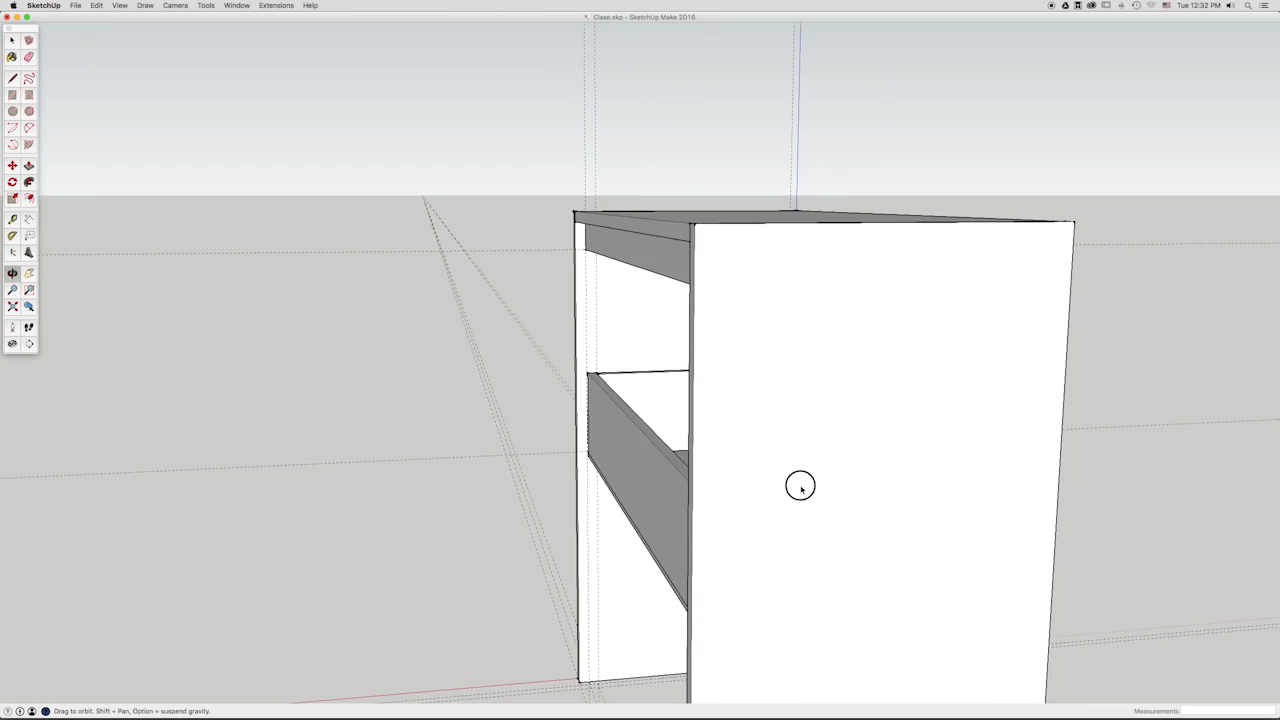 SketchUp File Edit View Draw Camera Tools Window Extensions Help
Tue 12:32 PM
Clase.skp - SketchUp Make 2016
Drag to orbit. Shift = Pan, Option = suspend gravity.
Measurements: